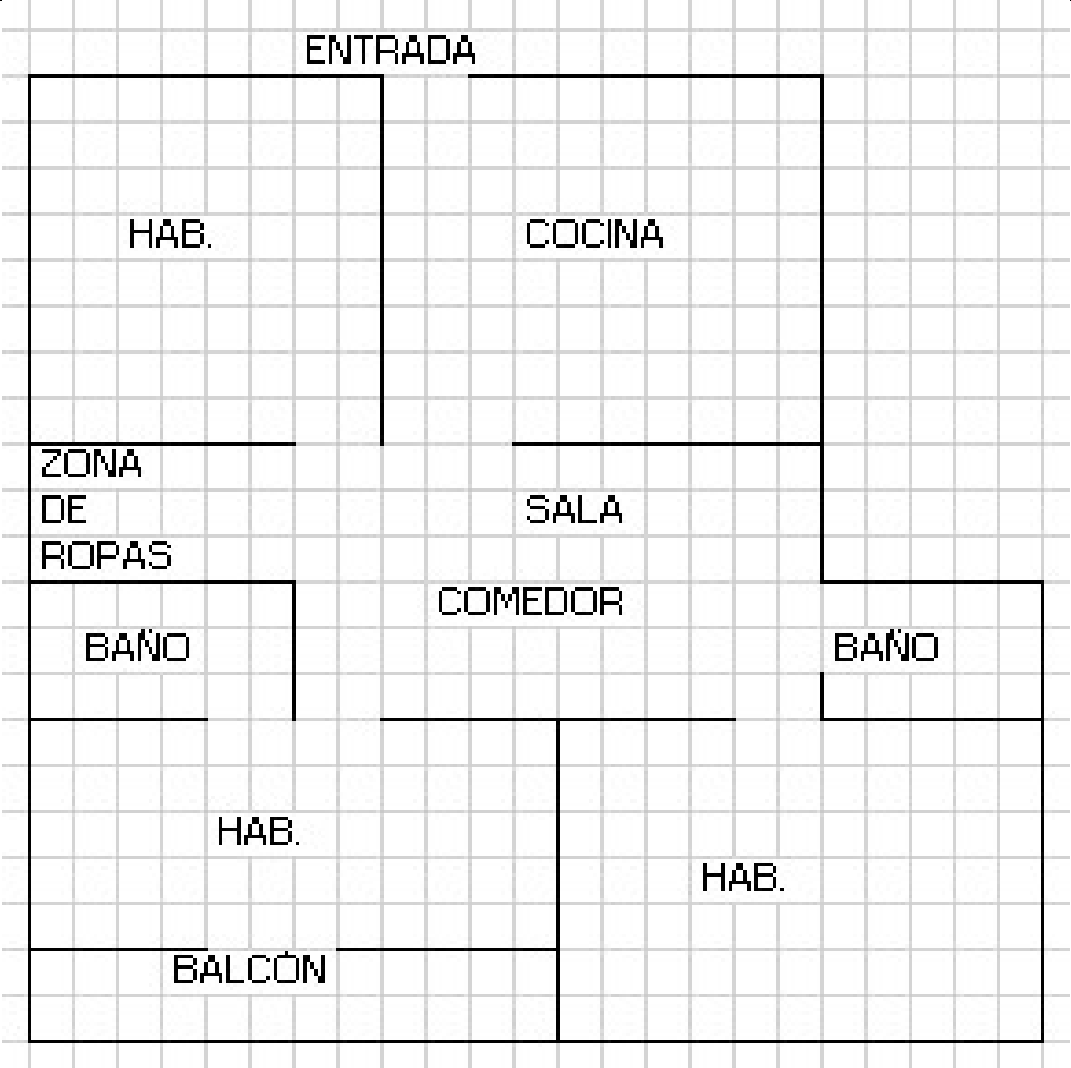 ENTRADA
HAB.
COCINA
ZONA
DE
ROPAS
SALA
COMEDOR
BAÑO
BAÑO
HAB.
HAB.
BALCÓN